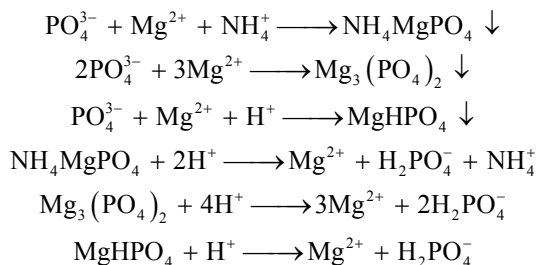 PO₄³⁻ + Mg²⁺ + NH₄⁺ ⟶ NH₄MgPO₄ ↓
2PO₄³⁻ + 3Mg²⁺ ⟶ Mg₃(PO₄)₂ ↓
PO₄³⁻ + Mg²⁺ + H⁺ ⟶ MgHPO₄ ↓
NH₄MgPO₄ + 2H⁺ ⟶ Mg²⁺ + H₂PO₄⁻ + NH₄⁺
Mg₃(PO₄)₂ + 4H⁺ ⟶ 3Mg²⁺ + 2H₂PO₄⁻
MgHPO₄ + H⁺ ⟶ Mg²⁺ + H₂PO₄⁻